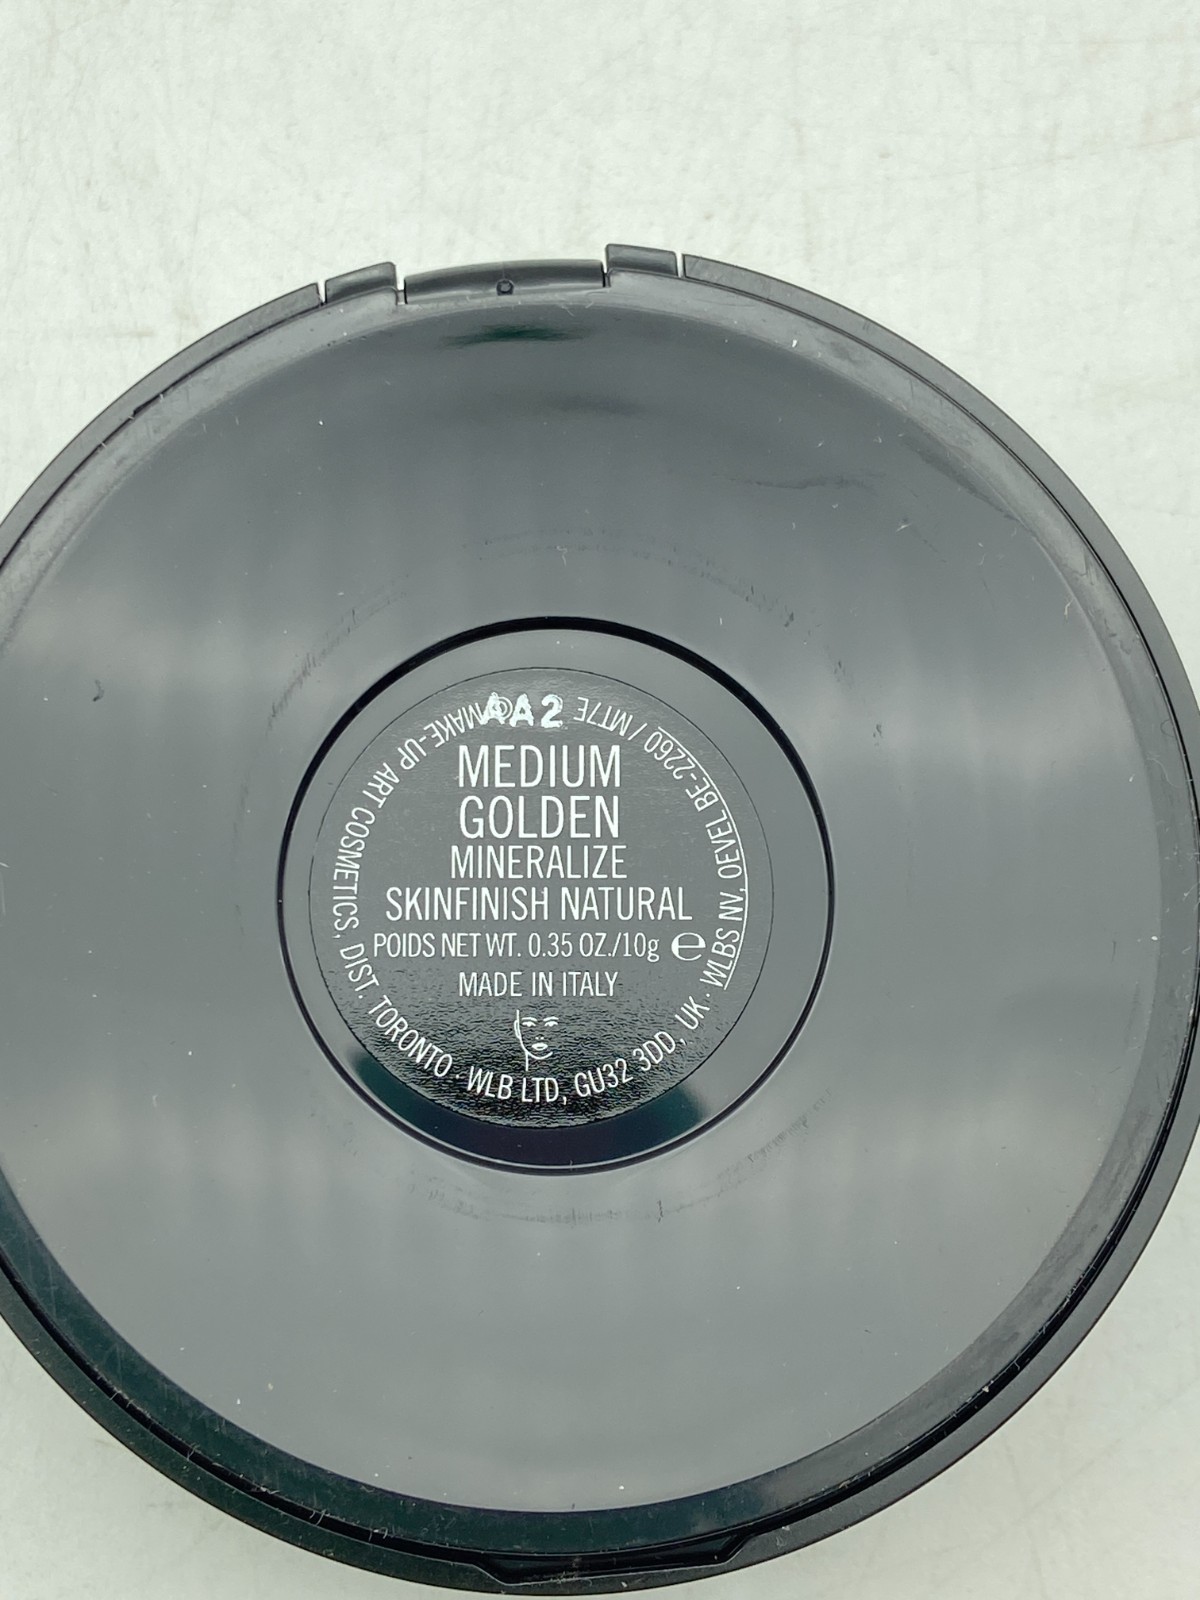 AA2
MEDIUM
GOLDEN
MINERALIZE
SKINFINISH NATURAL
POIDS NET WT. 0.35 OZ./10g ℮
MADE IN ITALY
MAKE-UP ART COSMETICS, DIST. TORONTO · WLB LTD, GU32 3DD, UK · WLBS NV, OEVEL BE-2260 / MT7E